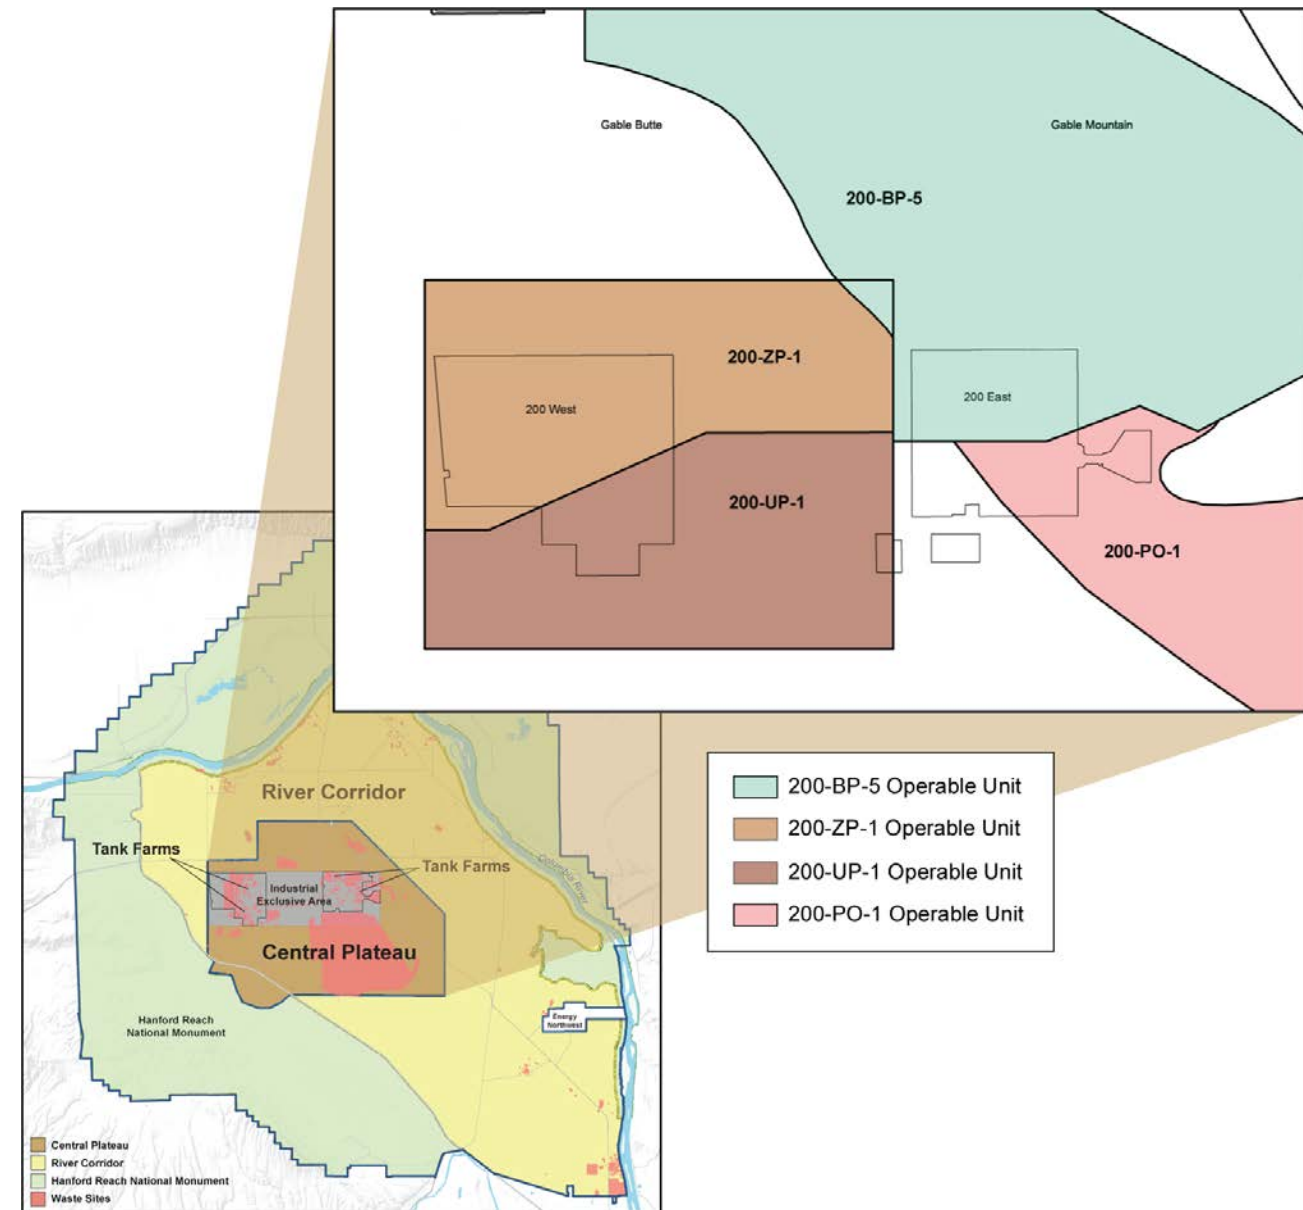 Gable Butte
Gable Mountain
200-BP-5
200-ZP-1
200 West
200 East
200-UP-1
200-PO-1
200-BP-5 Operable Unit
200-ZP-1 Operable Unit
200-UP-1 Operable Unit
200-PO-1 Operable Unit
River Corridor
Tank Farms
Tank Farms
Columbia River
Industrial
Exclusive Area
Central Plateau
Hanford Reach
National Monument
Energy
Northwest
Central Plateau
River Corridor
Hanford Reach National Monument
Waste Sites